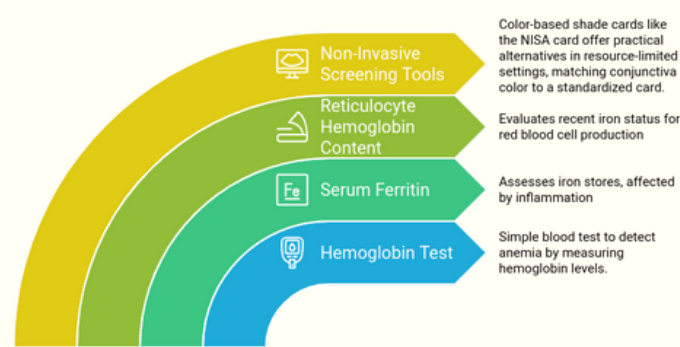 Non-Invasive
Screening Tools
Color-based shade cards like
the NISA card offer practical
alternatives in resource-limited
settings, matching conjunctiva
color to a standardized card.
Reticulocyte
Hemoglobin
Content
Evaluates recent iron status for
red blood cell production
Fe
Serum Ferritin
Assesses iron stores, affected
by inflammation
Hemoglobin Test
Simple blood test to detect
anemia by measuring
hemoglobin levels.